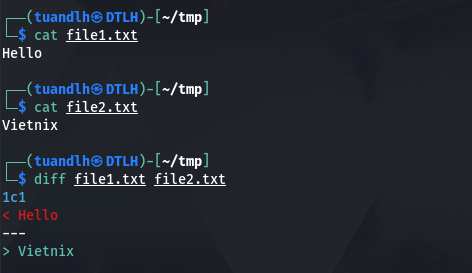 ┌──(tuandlh㉿DTLH)-[~/tmp]
└─$ cat file1.txt
Hello
┌──(tuandlh㉿DTLH)-[~/tmp]
└─$ cat file2.txt
Vietnix
┌──(tuandlh㉿DTLH)-[~/tmp]
└─$ diff file1.txt file2.txt
1c1
< Hello
---
> Vietnix